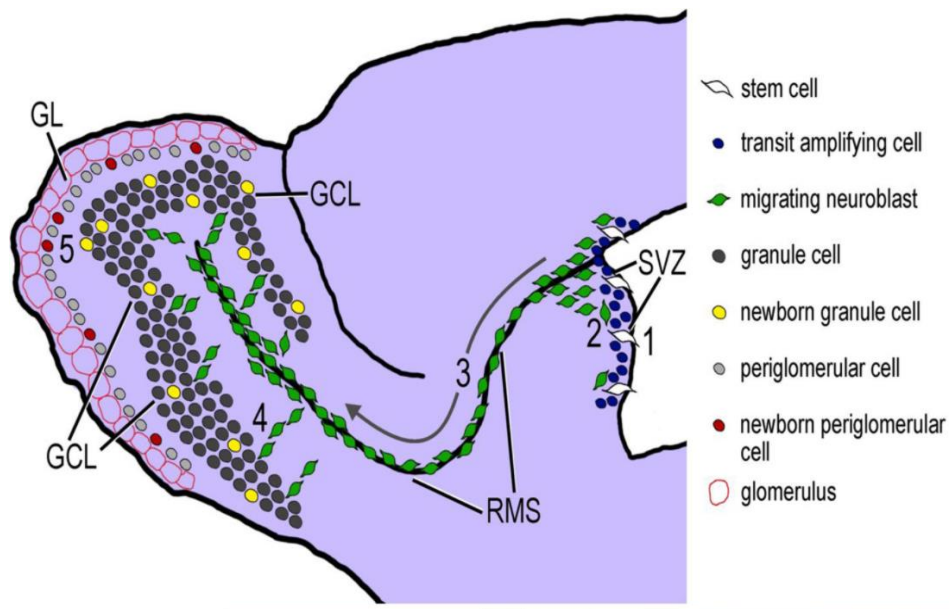 GL
GCL
5
SVZ
2
1
3
4
GCL
RMS
stem cell
transit amplifying cell
migrating neuroblast
granule cell
newborn granule cell
periglomerular cell
newborn periglomerular
cell
glomerulus